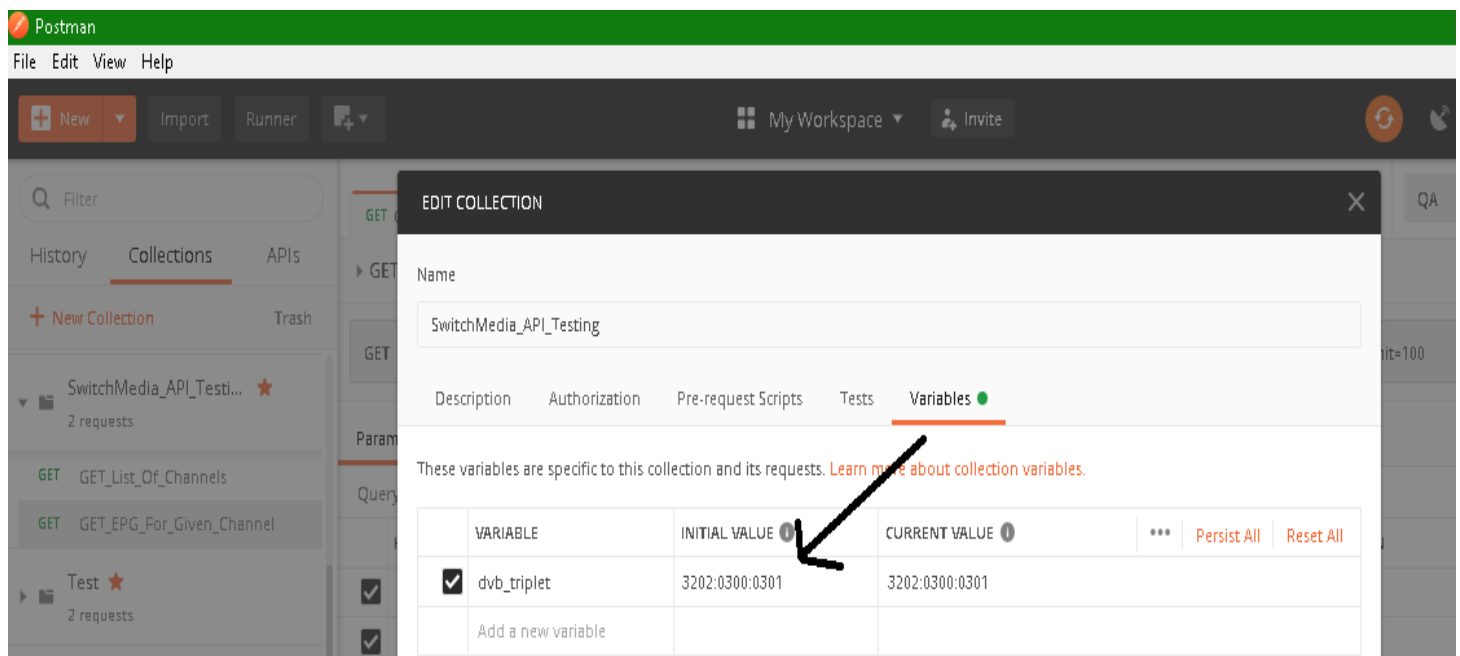 Postman
File Edit View Help
New Import Runner My Workspace Invite
Filter
History Collections APIs
New Collection Trash
SwitchMedia_API_Testi...
2 requests
GET GET_List_Of_Channels
GET GET_EPG_For_Given_Channel
Test
2 requests
GET
GET
GET
Param
Query
QA
nit=100
EDIT COLLECTION
Name
SwitchMedia_API_Testing
Description Authorization Pre-request Scripts Tests Variables
These variables are specific to this collection and its requests. Learn more about collection variables.
VARIABLE INITIAL VALUE CURRENT VALUE ••• Persist All Reset All
dvb_triplet 3202:0300:0301 3202:0300:0301
Add a new variable